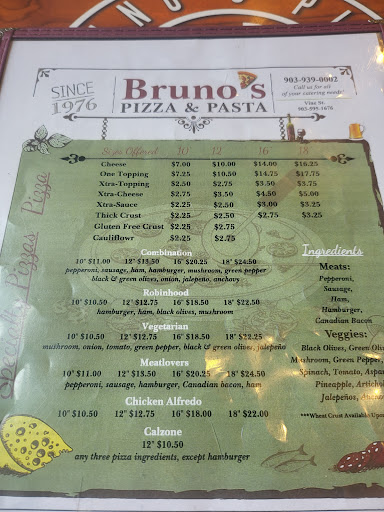 SINCE
1976
Bruno's
PIZZA & PASTA
903-939-0002
Call us for all
of your catering needs!
Vine St.
Sizes Offered 10 12 16 18
Cheese $7.00 $10.00 $14.00 $16.25
One Topping $7.25 $10.50 $14.75 $17.75
Xtra-Topping $2.50 $2.75 $3.50 $3.75
Xtra-Cheese $2.75 $3.50 $4.50 $5.00
Xtra-Sauce $2.25 $2.50 $3.00 $3.25
Thick Crust $2.25 $2.50 $2.75 $3.25
Gluten Free Crust $2.25 $2.75
Cauliflowr $2.25 $2.75
Specialty Pizzas Pizza
Combination
10" $11.00 12" $13.50 16" $20.25 18" $24.50
pepperoni, sausage, ham, hamburger, mushroom, green pepper
black & green olives, onion, jalepeño, anchovy
Robinhood
10" $10.50 12" $12.75 16" $18.50 18" $22.50
hamburger, ham, black olives, mushroom
Vegetarian
10" $10.50 12" $12.75 16" $18.50 18" $22.25
mushroom, onion, tomato, green pepper, black & green olives, jalepeño
Meatlovers
10" $11.00 12" $13.50 16" $20.25 18" $24.50
pepperoni, sausage, hamburger, Canadian bacon, ham
Chicken Alfredo
10" $10.50 12" $12.75 16" $18.00 18" $22.00
Calzone
12" $10.50
any three pizza ingredients, except hamburger
Ingredients
Meats:
Pepperoni,
Sausage,
Ham,
Hamburger,
Canadian Bacon
Veggies:
Black Olives, Green Oliv
Mushroom, Green Pepper,
Spinach, Tomato, Aspar
Pineapple, Artich
Jalepeños,
***Wheat Crust Available Upon